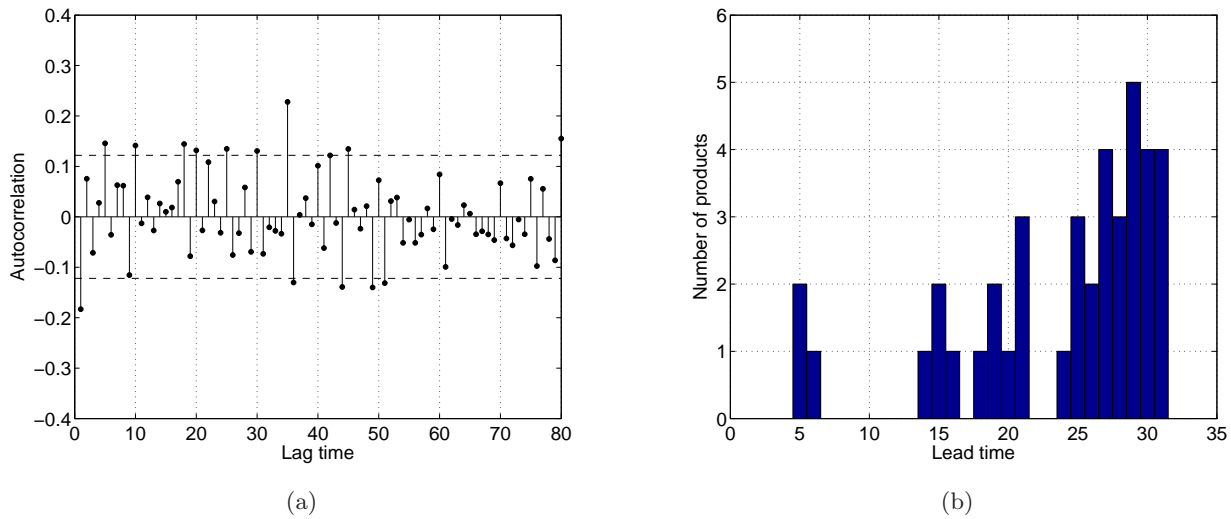 0.4
0.3
0.2
0.1
0
−0.1
−0.2
−0.3
−0.4
Autocorrelation
0 10 20 30 40 50 60 70 80
Lag time
(a)
6
5
4
3
2
1
0
Number of products
0 5 10 15 20 25 30 35
Lead time
(b)